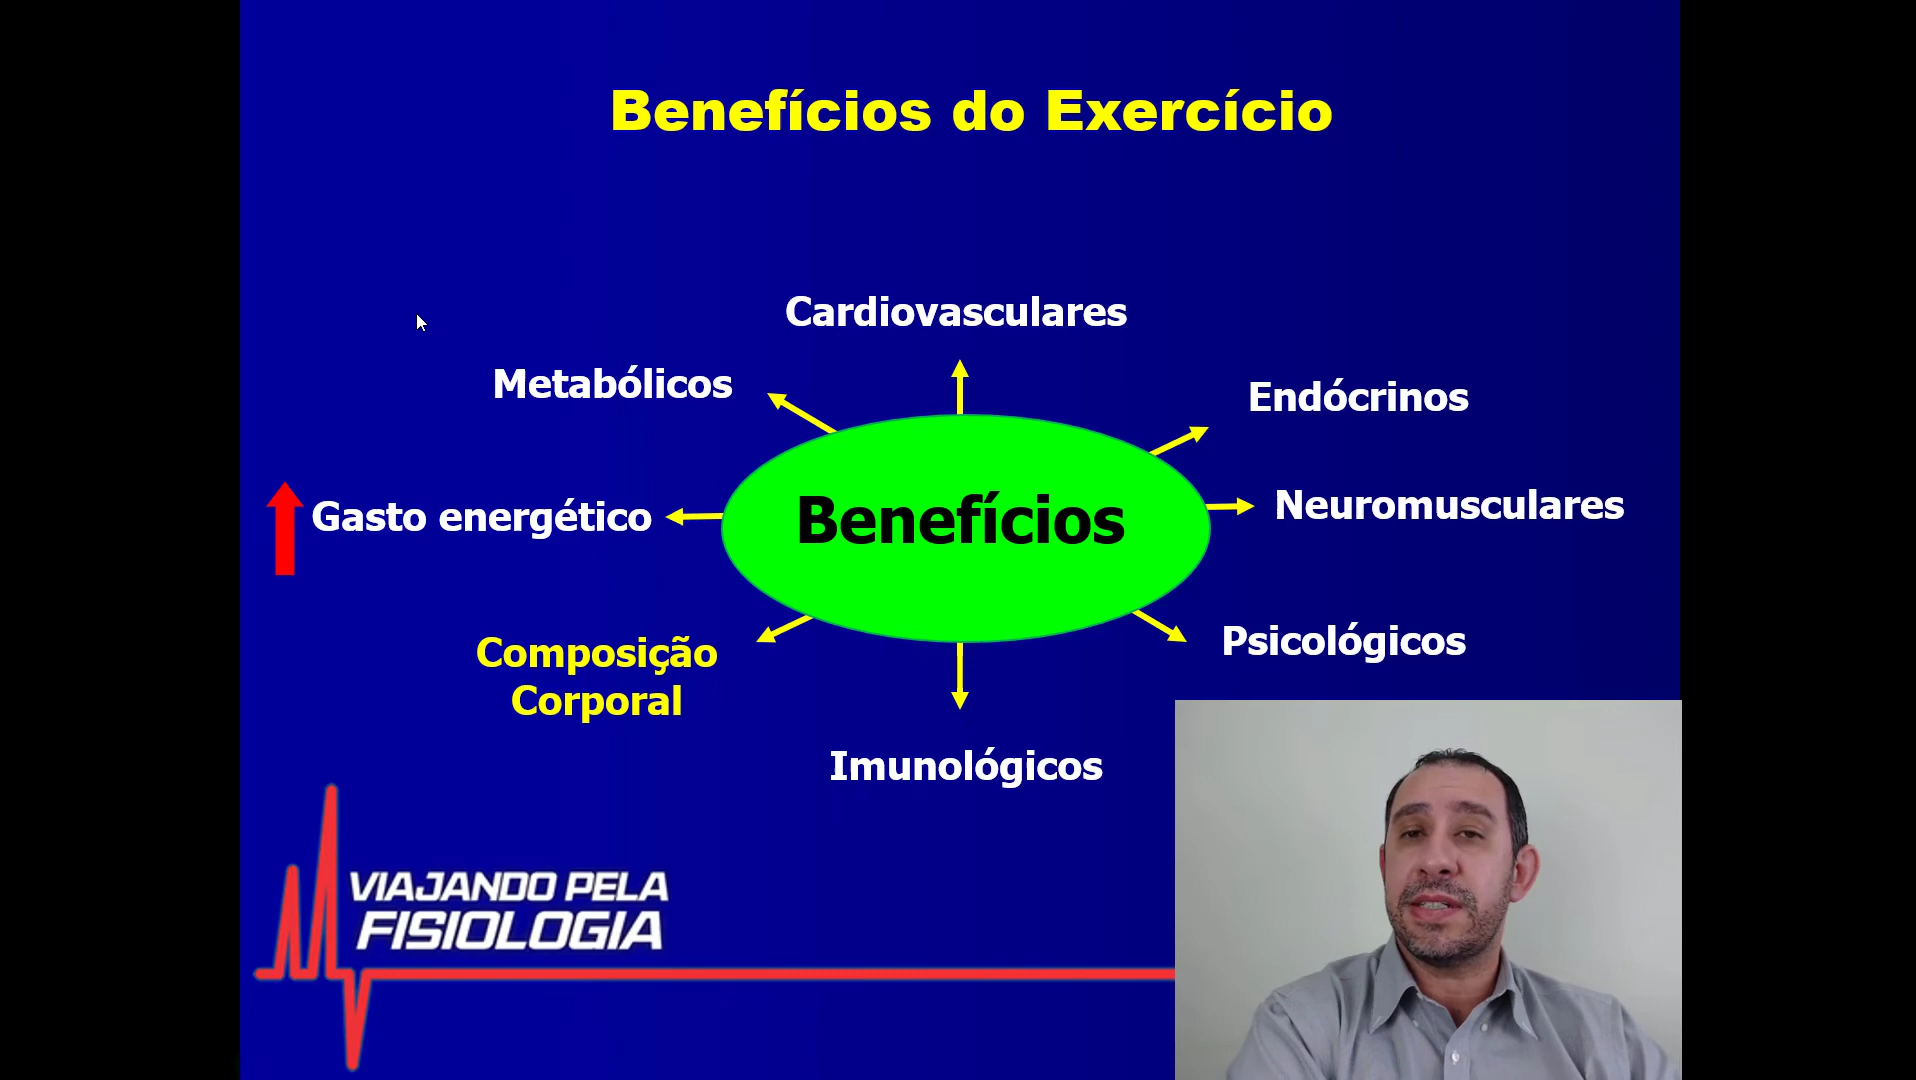 Benefícios do Exercício
Cardiovasculares
Metabólicos
Endócrinos
Gasto energético
Benefícios
Neuromusculares
Composição
Corporal
Psicológicos
Imunológicos
VIAJANDO PELA
FISIOLOGIA